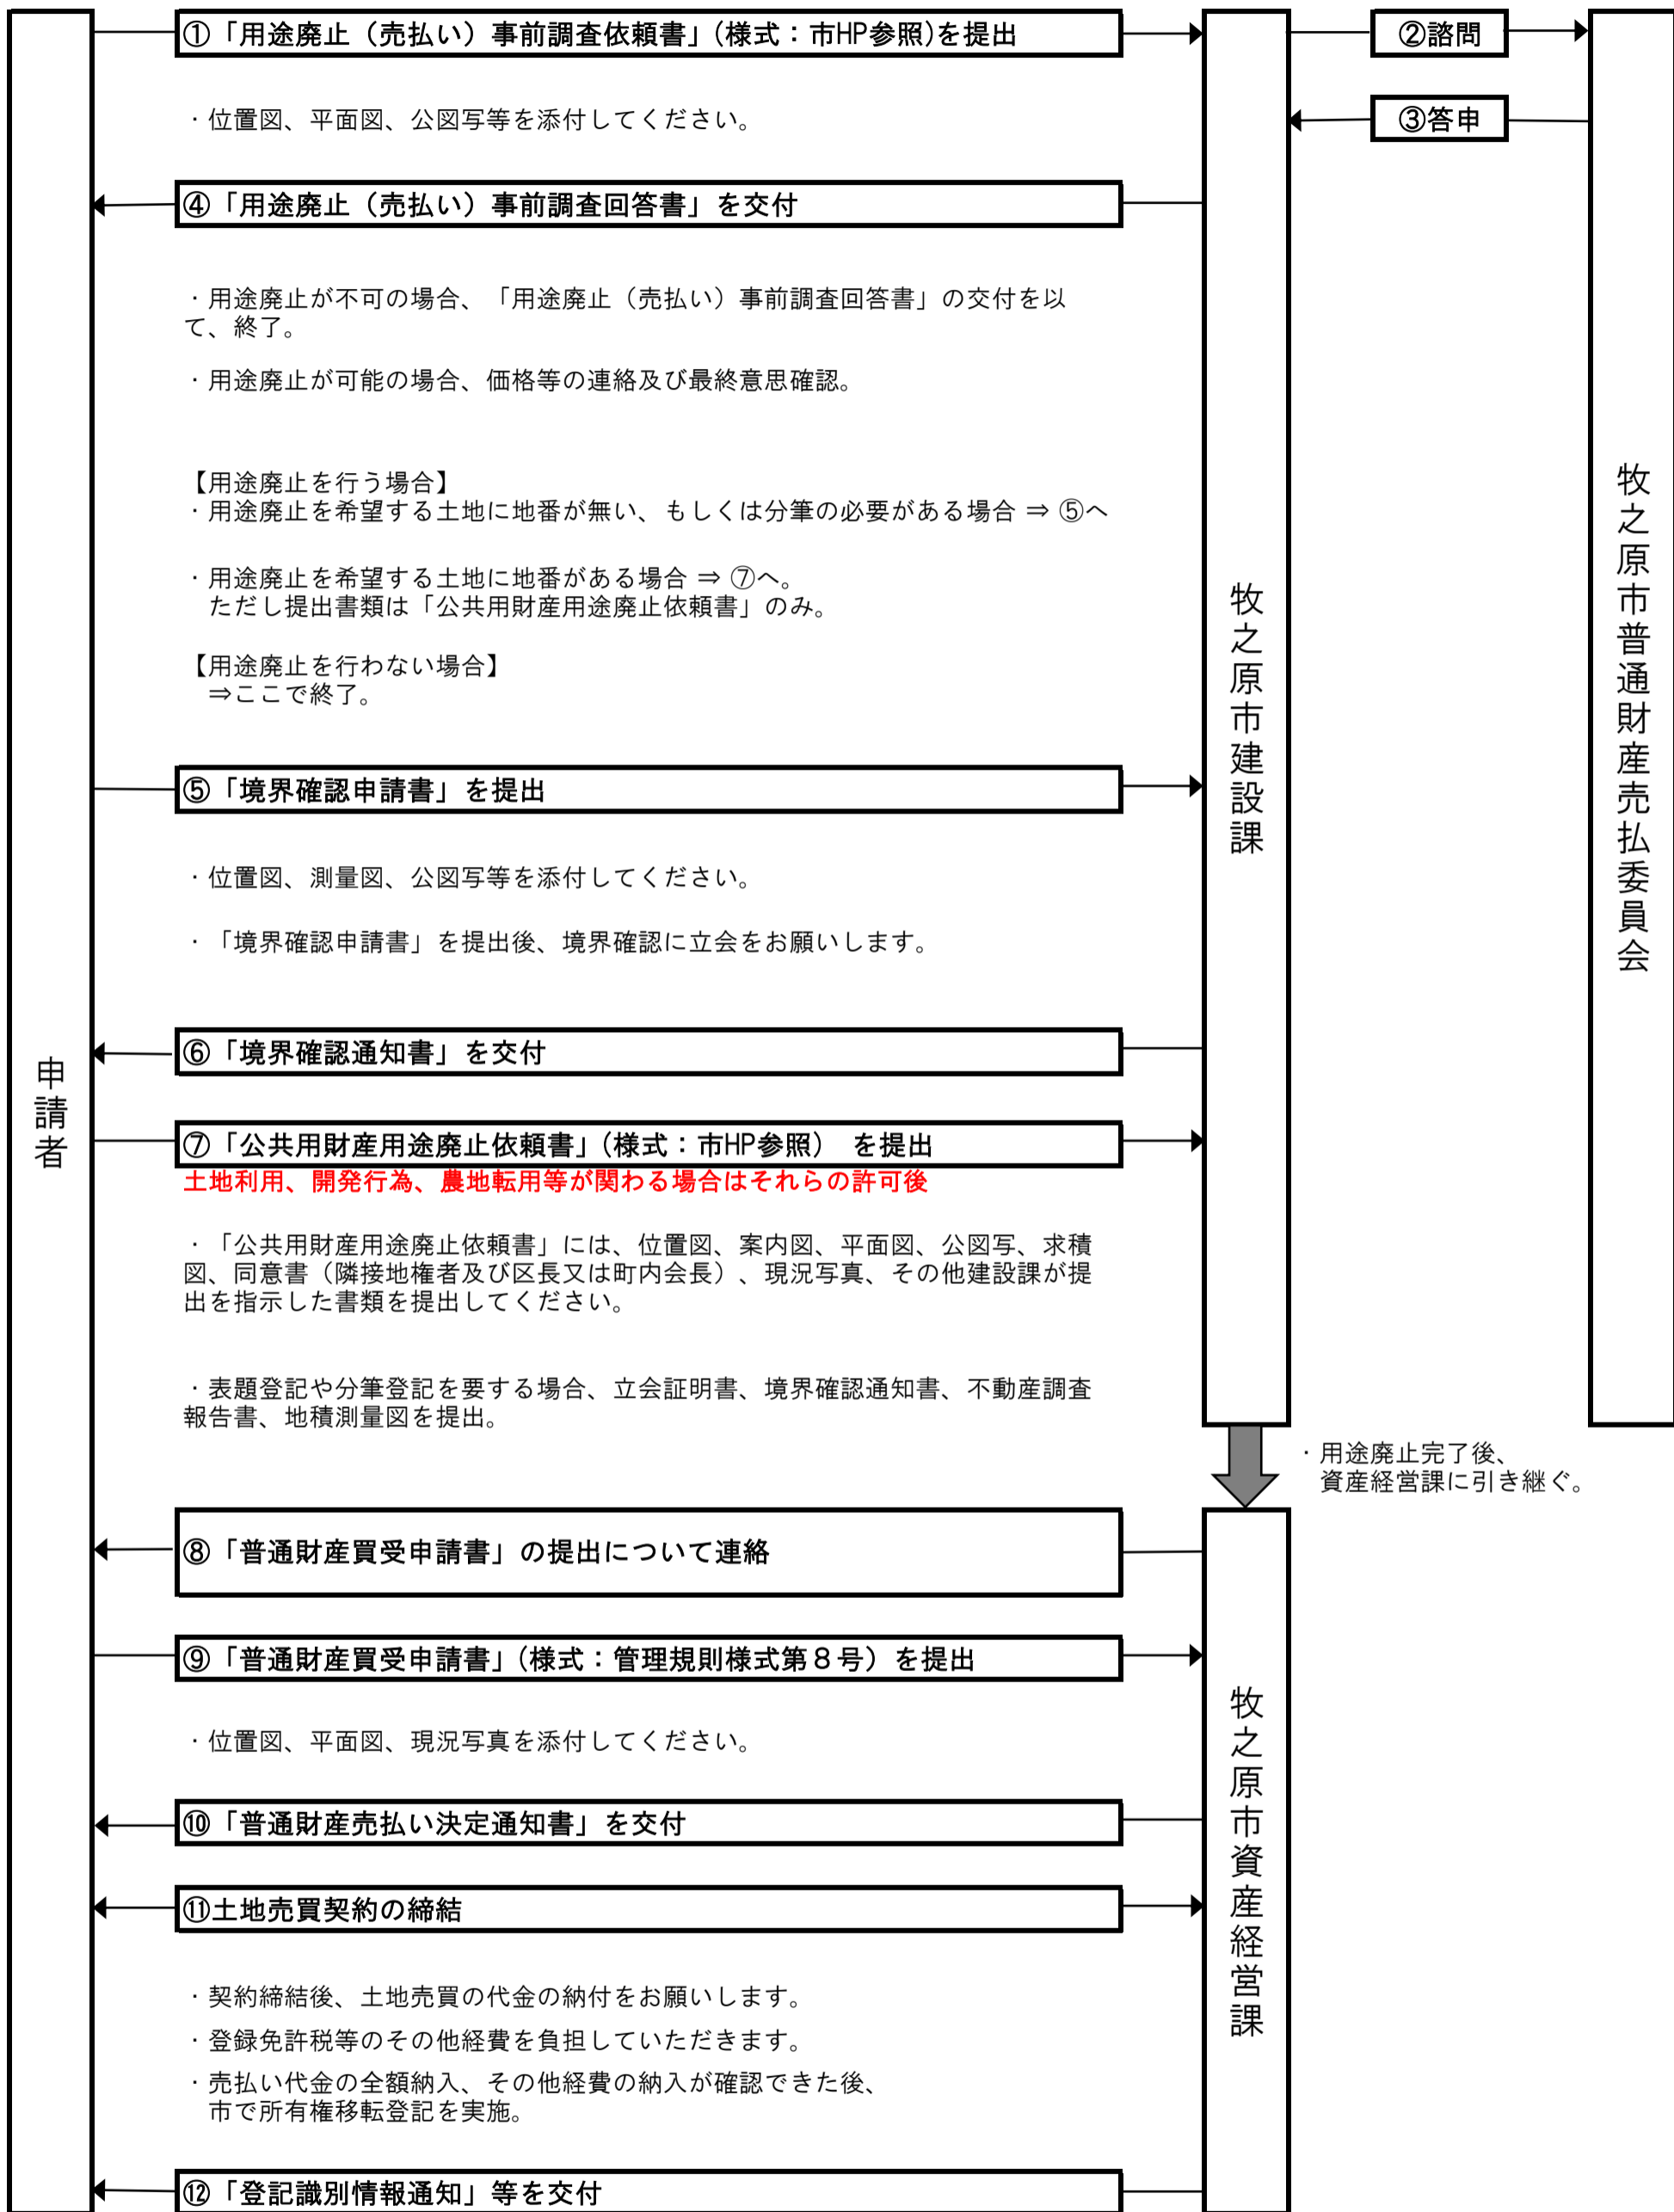 ①「用途廃止（売払い）事前調査依頼書」(様式：市HP参照)を提出
②諮問
・位置図、平面図、公図写等を添付してください。
③答申
④「用途廃止（売払い）事前調査回答書」を交付
・用途廃止が不可の場合、「用途廃止（売払い）事前調査回答書」の交付を以
て、終了。
・用途廃止が可能の場合、価格等の連絡及び最終意思確認。
【用途廃止を行う場合】
・用途廃止を希望する土地に地番が無い、もしくは分筆の必要がある場合 ⇒ ⑤へ
・用途廃止を希望する土地に地番がある場合 ⇒ ⑦へ。
ただし提出書類は「公共用財産用途廃止依頼書」のみ。
【用途廃止を行わない場合】
⇒ここで終了。
⑤「境界確認申請書」を提出
・位置図、測量図、公図写等を添付してください。
・「境界確認申請書」を提出後、境界確認に立会をお願いします。
⑥「境界確認通知書」を交付
⑦「公共用財産用途廃止依頼書」(様式：市HP参照） を提出
土地利用、開発行為、農地転用等が関わる場合はそれらの許可後
・「公共用財産用途廃止依頼書」には、位置図、案内図、平面図、公図写、求積
図、同意書（隣接地権者及び区長又は町内会長）、現況写真、その他建設課が提
出を指示した書類を提出してください。
・表題登記や分筆登記を要する場合、立会証明書、境界確認通知書、不動産調査
報告書、地積測量図を提出。
申請者
牧之原市建設課
牧之原市普通財産売払委員会
・用途廃止完了後、
資産経営課に引き継ぐ。
⑧「普通財産買受申請書」の提出について連絡
⑨「普通財産買受申請書」(様式：管理規則様式第８号）を提出
・位置図、平面図、現況写真を添付してください。
⑩「普通財産売払い決定通知書」を交付
⑪土地売買契約の締結
・契約締結後、土地売買の代金の納付をお願いします。
・登録免許税等のその他経費を負担していただきます。
・売払い代金の全額納入、その他経費の納入が確認できた後、
市で所有権移転登記を実施。
⑫「登記識別情報通知」等を交付
牧之原市資産経営課